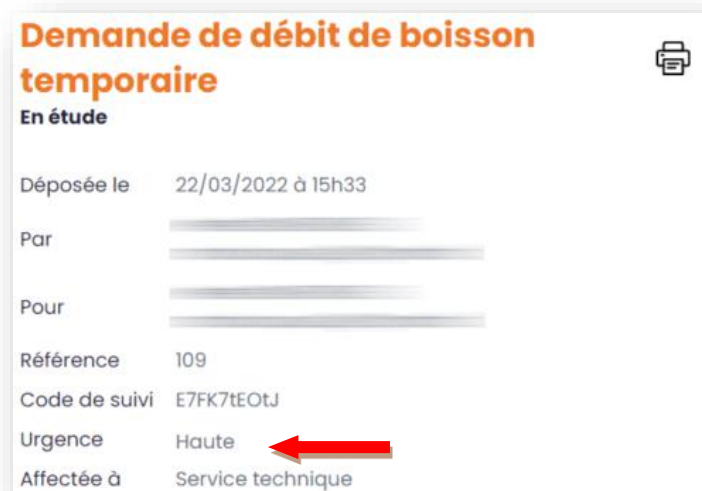 Demande de débit de boisson
temporaire
En étude
Déposée le 22/03/2022 à 15h33
Par
Pour
Référence 109
Code de suivi E7FK7tEOtJ
Urgence Haute
Affectée à Service technique